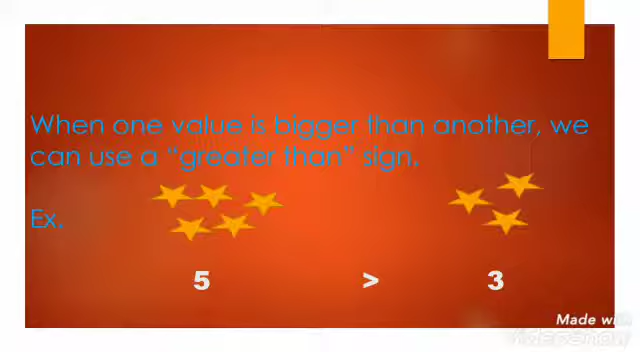 When one value is bigger than another, we
can use a “greater than” sign.
Ex.
5 > 3
Made with